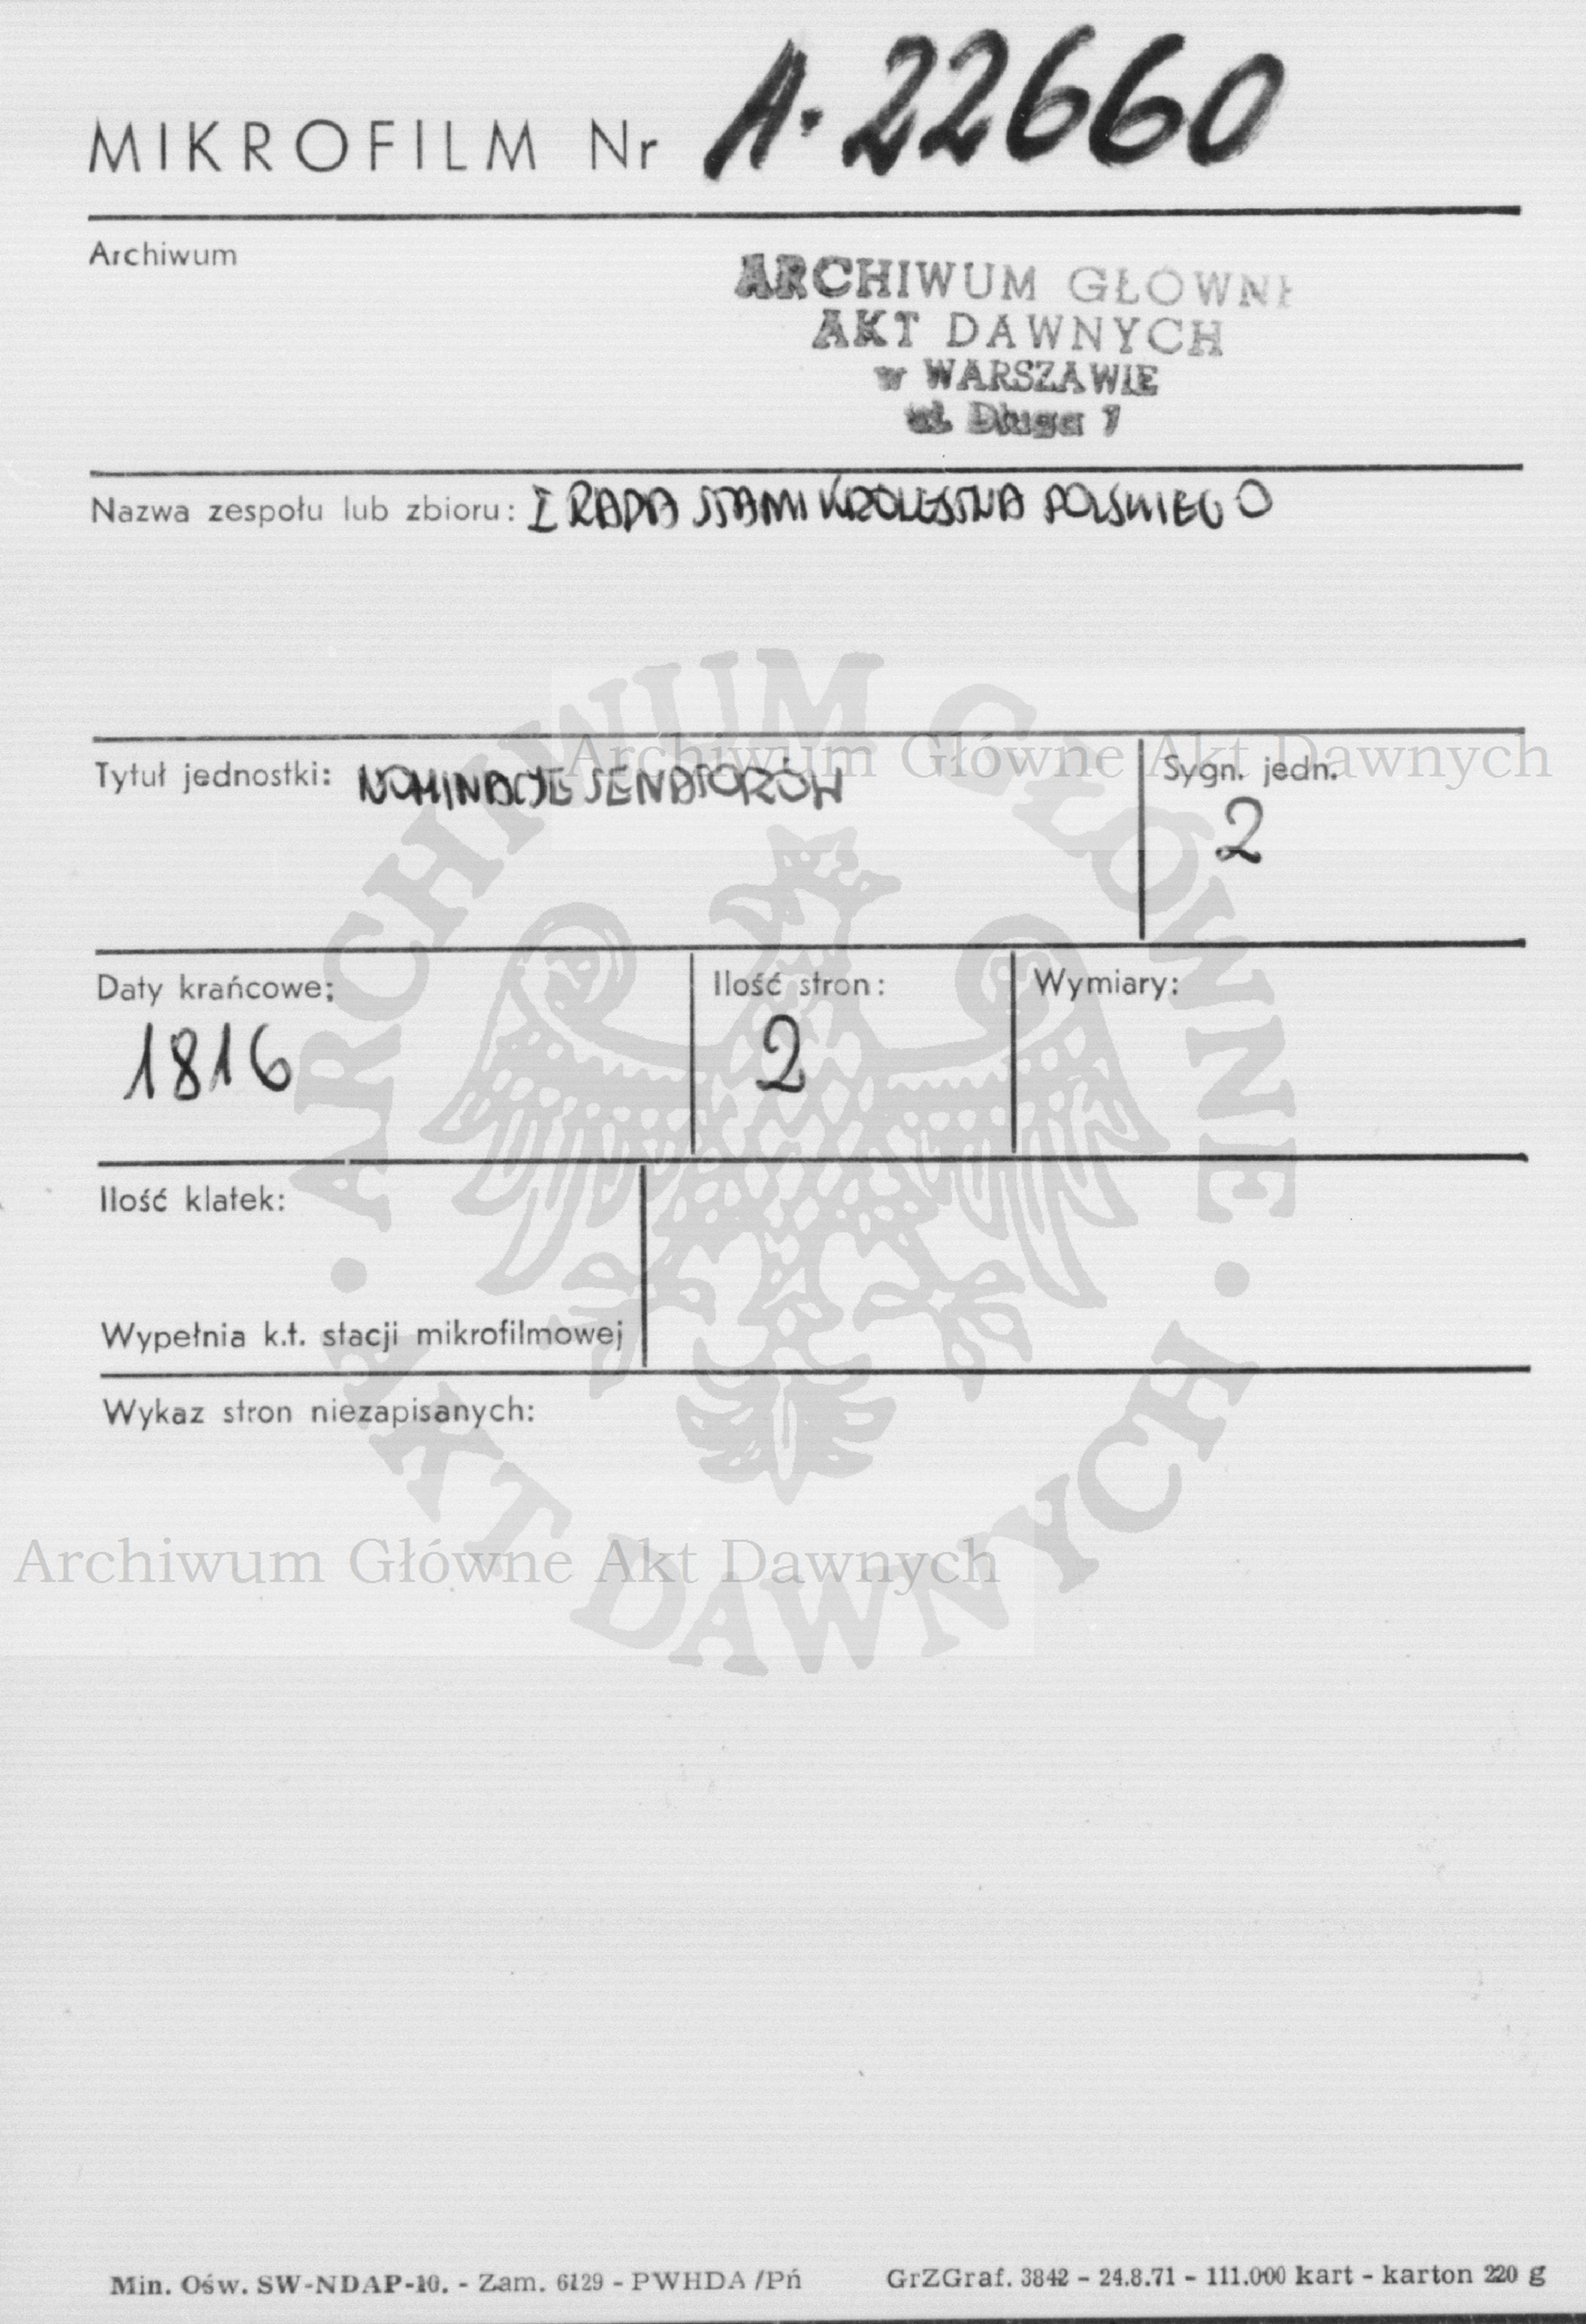 MIKROFILM Nr A. 22660
Archiwum
ARCHIWUM GŁÓWNE
AKT DAWNYCH
w WARSZAWIE
ul. Długa 7
Nazwa zespołu lub zbioru: I RADA STANU KRÓLESTWA POLSKIEGO
Archiwum Główne Akt Dawnych
Tytuł jednostki: NOMINACJE SENATORÓW
Sygn. jedn.
2
Daty krańcowe:
1816
Ilość stron:
2
Wymiary:
Ilość klatek:
Wypełnia k.t. stacji mikrofilmowej
Wykaz stron niezapisanych:
Archiwum Główne Akt Dawnych
ARCHIWUM GŁÓWNE
AKT DAWNYCH
Min. Ośw. SW-NDAP-10. - Zam. 6129 - PWHDA/Pń
GrZGraf. 3842 - 24.8.71 - 111.000 kart - karton 220 g